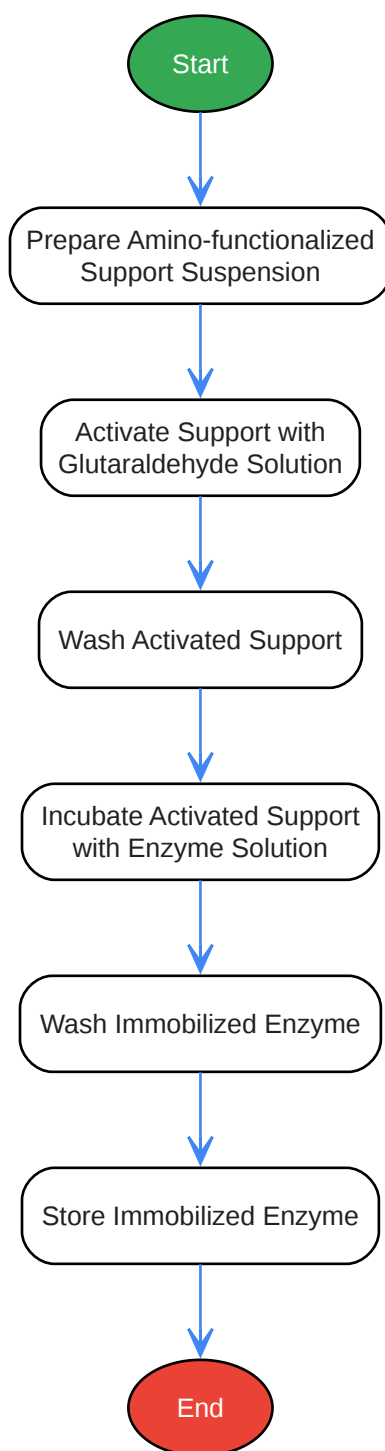 Start
Prepare Amino-functionalized
Support Suspension
Activate Support with
Glutaraldehyde Solution
Wash Activated Support
Incubate Activated Support
with Enzyme Solution
Wash Immobilized Enzyme
Store Immobilized Enzyme
End